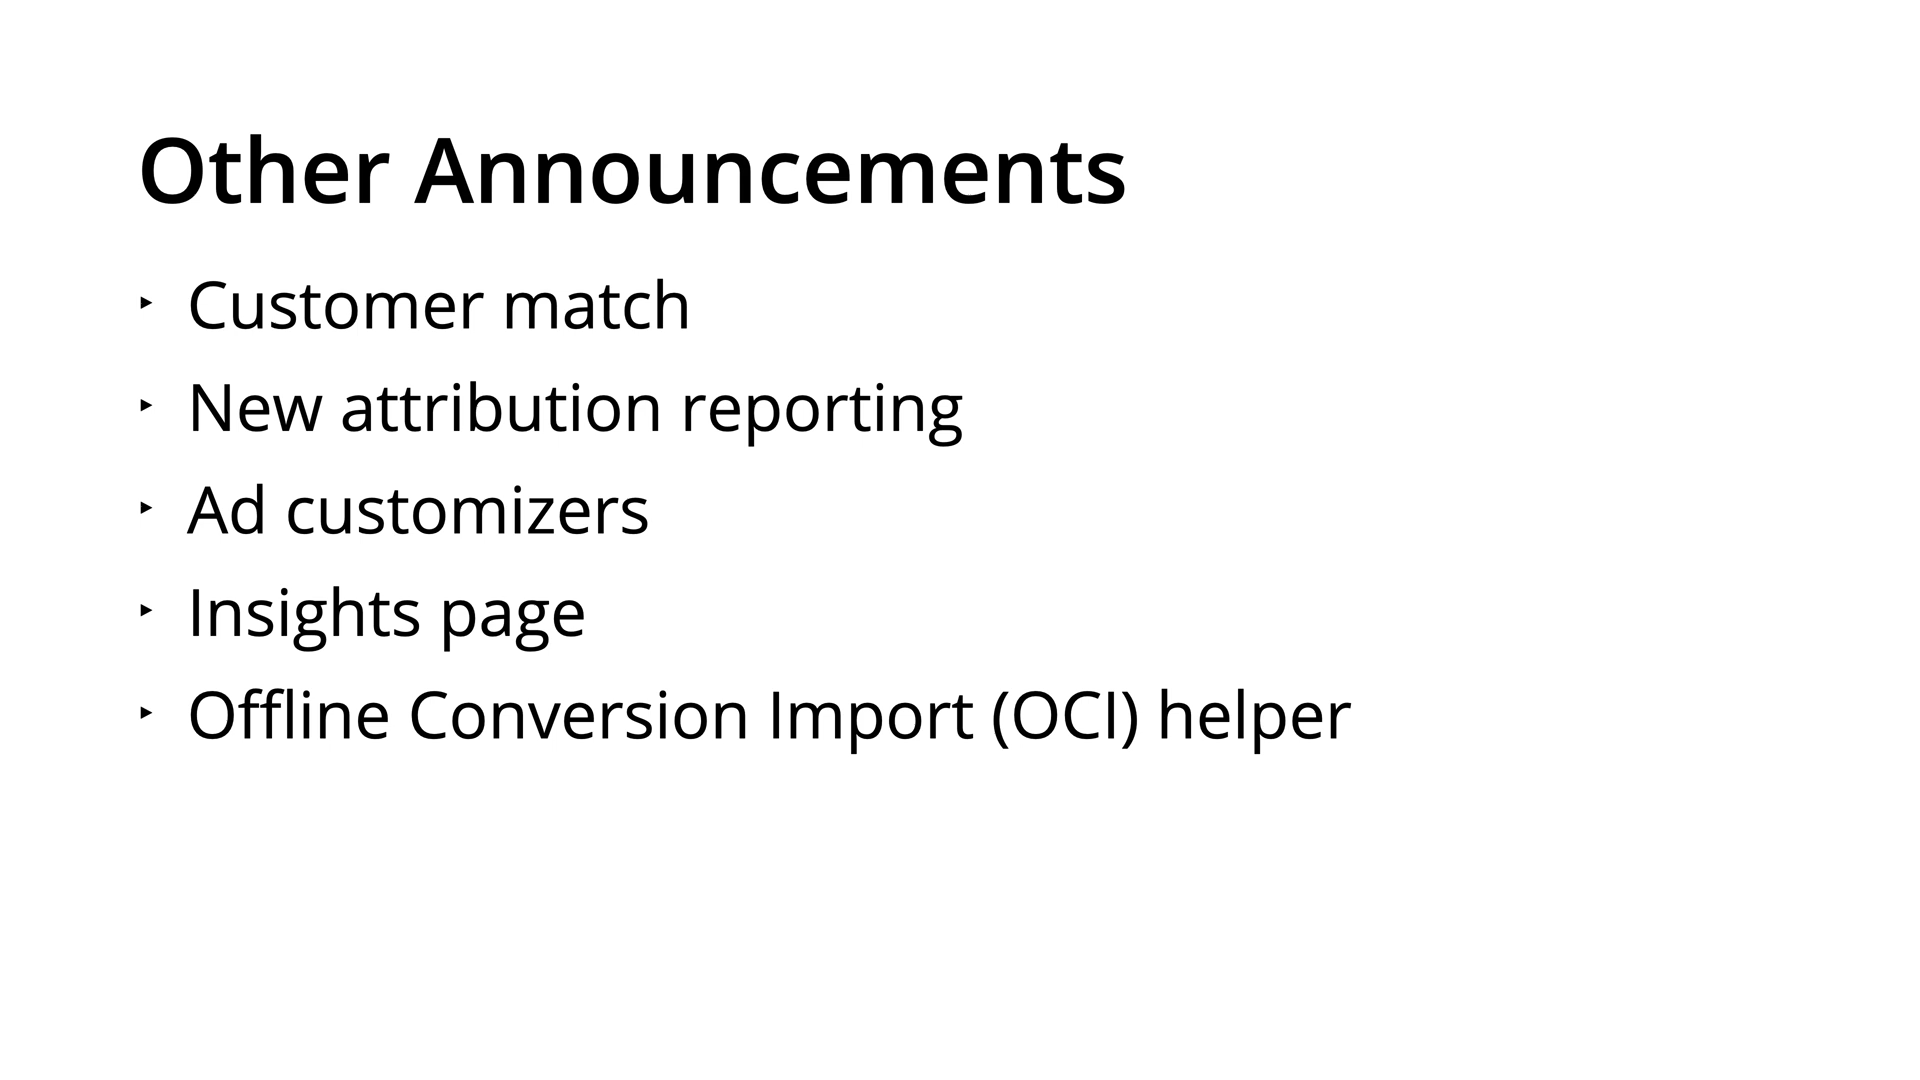 Other Announcements
‣ Customer match
‣ New attribution reporting
‣ Ad customizers
‣ Insights page
‣ Offline Conversion Import (OCI) helper